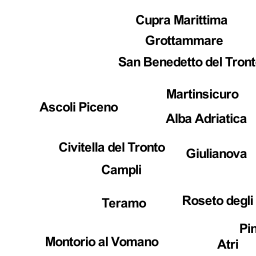 Cupra Marittima
Grottammare
San Benedetto del Tront
Martinsicuro
Ascoli Piceno
Alba Adriatica
Civitella del Tronto
Giulianova
Campli
Roseto degli
Teramo
Pin
Montorio al Vomano
Atri